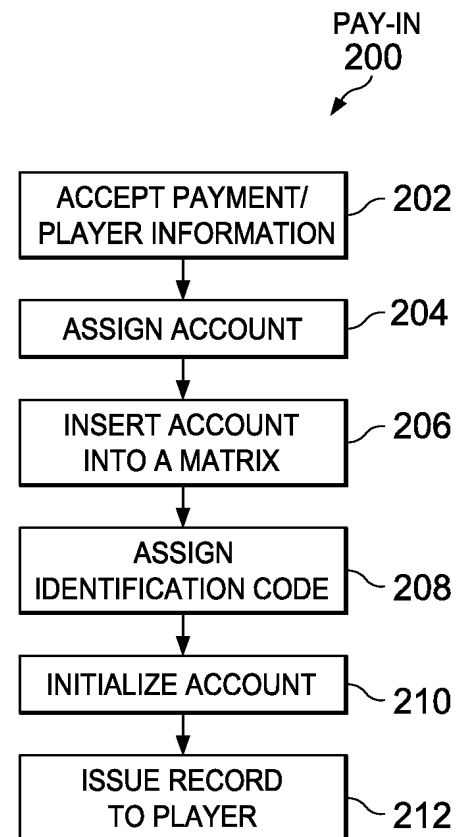 PAY-IN
200
ACCEPT PAYMENT/
PLAYER INFORMATION
202
ASSIGN ACCOUNT
204
INSERT ACCOUNT
INTO A MATRIX
206
ASSIGN
IDENTIFICATION CODE
208
INITIALIZE ACCOUNT
210
ISSUE RECORD
TO PLAYER
212